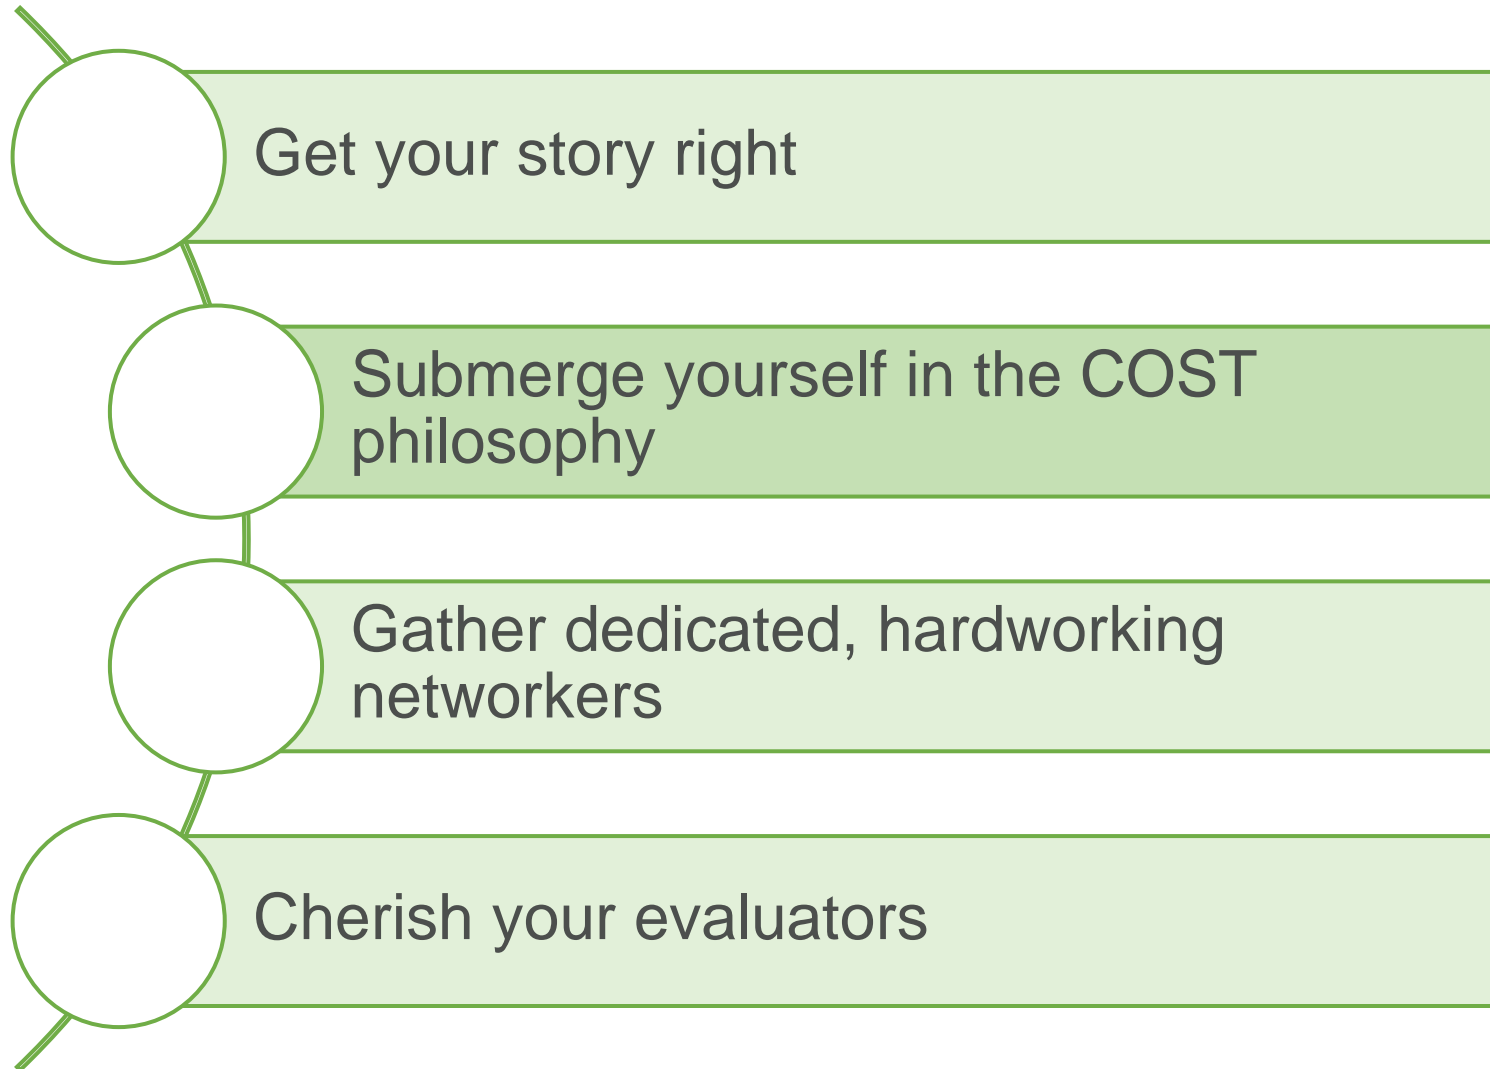 Get your story right
Submerge yourself in the COST
philosophy
Gather dedicated, hardworking
networkers
Cherish your evaluators